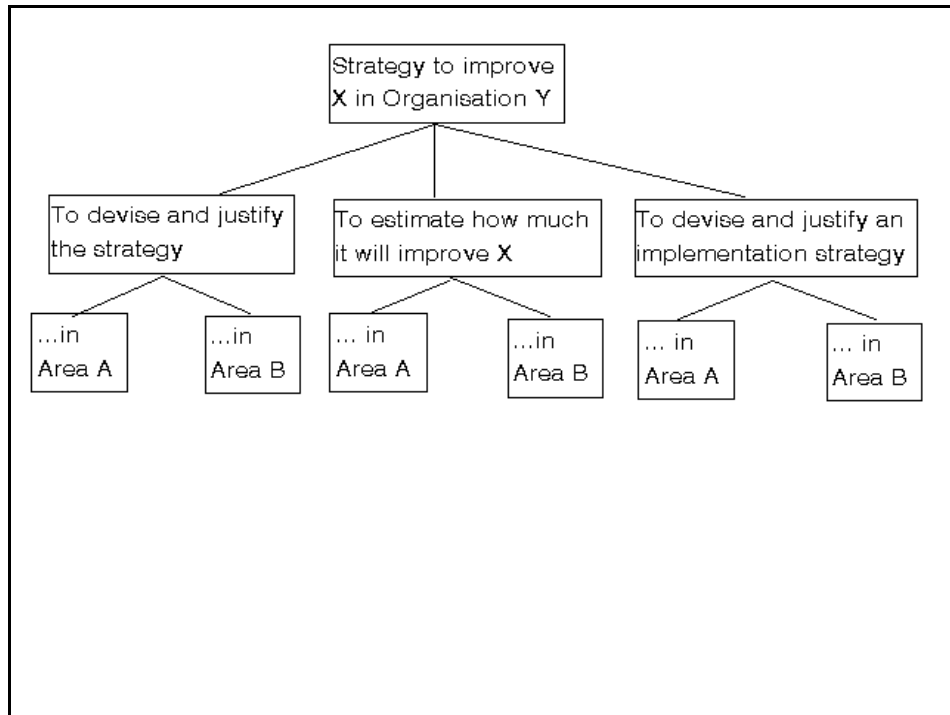 Strategy to improve
X in Organisation Y
To devise and justify
the strategy
To estimate how much
it will improve X
To devise and justify an
implementation strategy
...in
Area A
...in
Area B
... in
Area A
...in
Area B
... in
Area A
... in
Area B